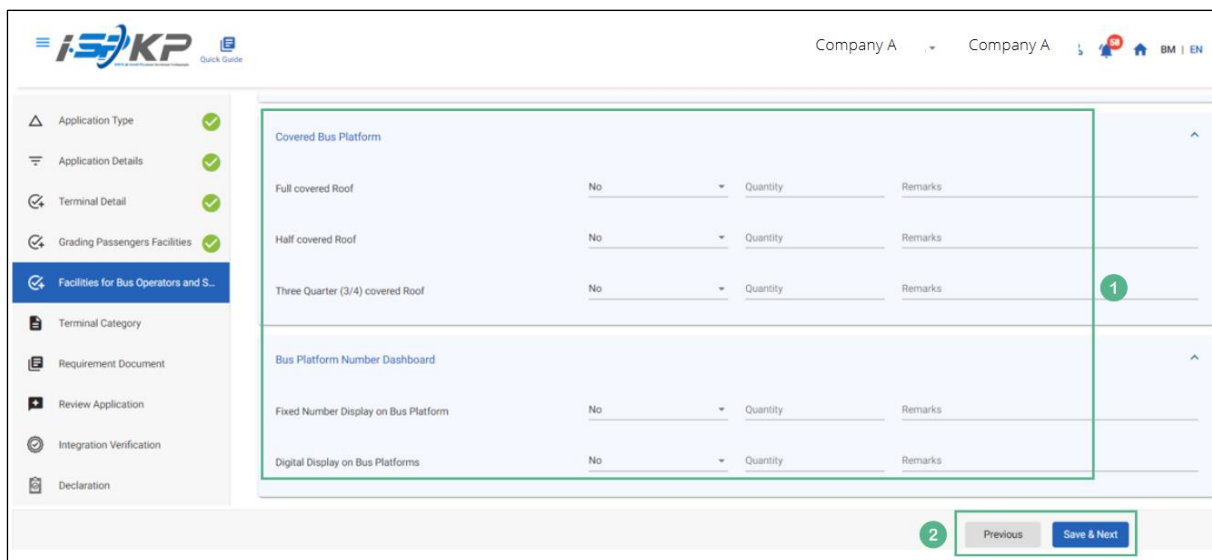 i-SPKP
Quick Guide
Company A
Company A
58
BM | EN
Application Type
Application Details
Terminal Detail
Grading Passengers Facilities
Facilities for Bus Operators and S...
Terminal Category
Requirement Document
Review Application
Integration Verification
Declaration
Covered Bus Platform
Full covered Roof No Quantity Remarks
Half covered Roof No Quantity Remarks
Three Quarter (3/4) covered Roof No Quantity Remarks
1
Bus Platform Number Dashboard
Fixed Number Display on Bus Platform No Quantity Remarks
Digital Display on Bus Platforms No Quantity Remarks
2 Previous Save & Next